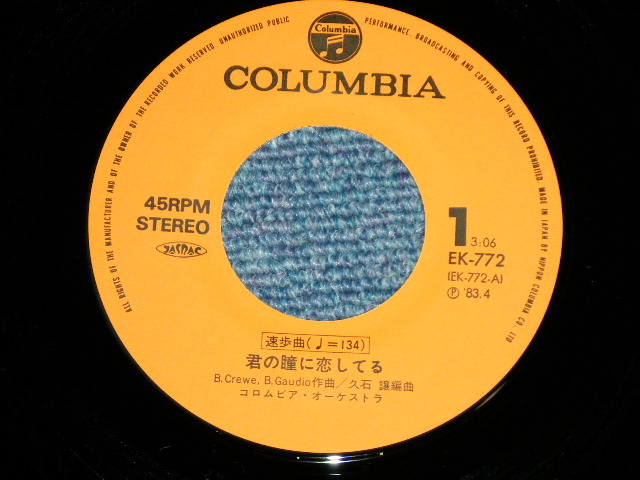 ALL RIGHTS OF THE MANUFACTURER AND OF THE OWNER OF THE RECORDED WORK RESERVED. UNAUTHORIZED PUBLIC PERFORMANCE, BROADCASTING AND COPYING OF THIS RECORD PROHIBITED. MADE IN JAPAN BY NIPPON COLUMBIA CO., LTD
Columbia
COLUMBIA
45RPM
STEREO
JASRAC
1
3:06
EK-772
(EK-772-A)
Ⓟ '83.4
速歩曲(♩=134)
君の瞳に恋してる
B.Crewe, B.Gaudio作曲/久石 譲編曲
コロムビア・オーケストラ